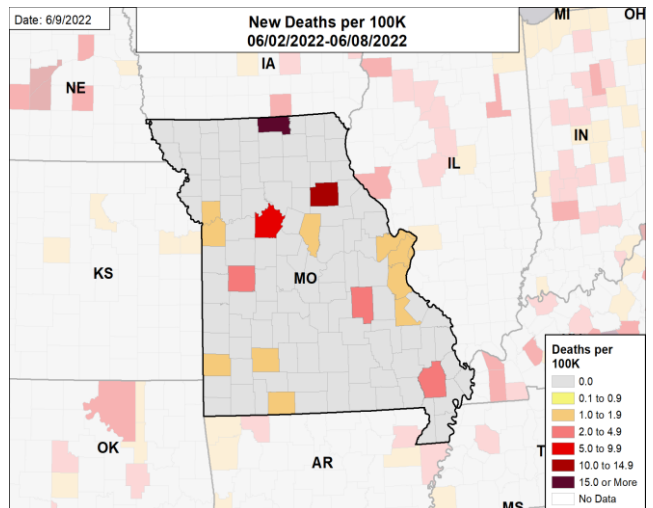 Date: 6/9/2022
New Deaths per 100K
06/02/2022-06/08/2022
MI
OH
IA
NE
IL
IN
KS
MO
OK
AR
T
MS
Deaths per
100K
0.0
0.1 to 0.9
1.0 to 1.9
2.0 to 4.9
5.0 to 9.9
10.0 to 14.9
15.0 or More
No Data